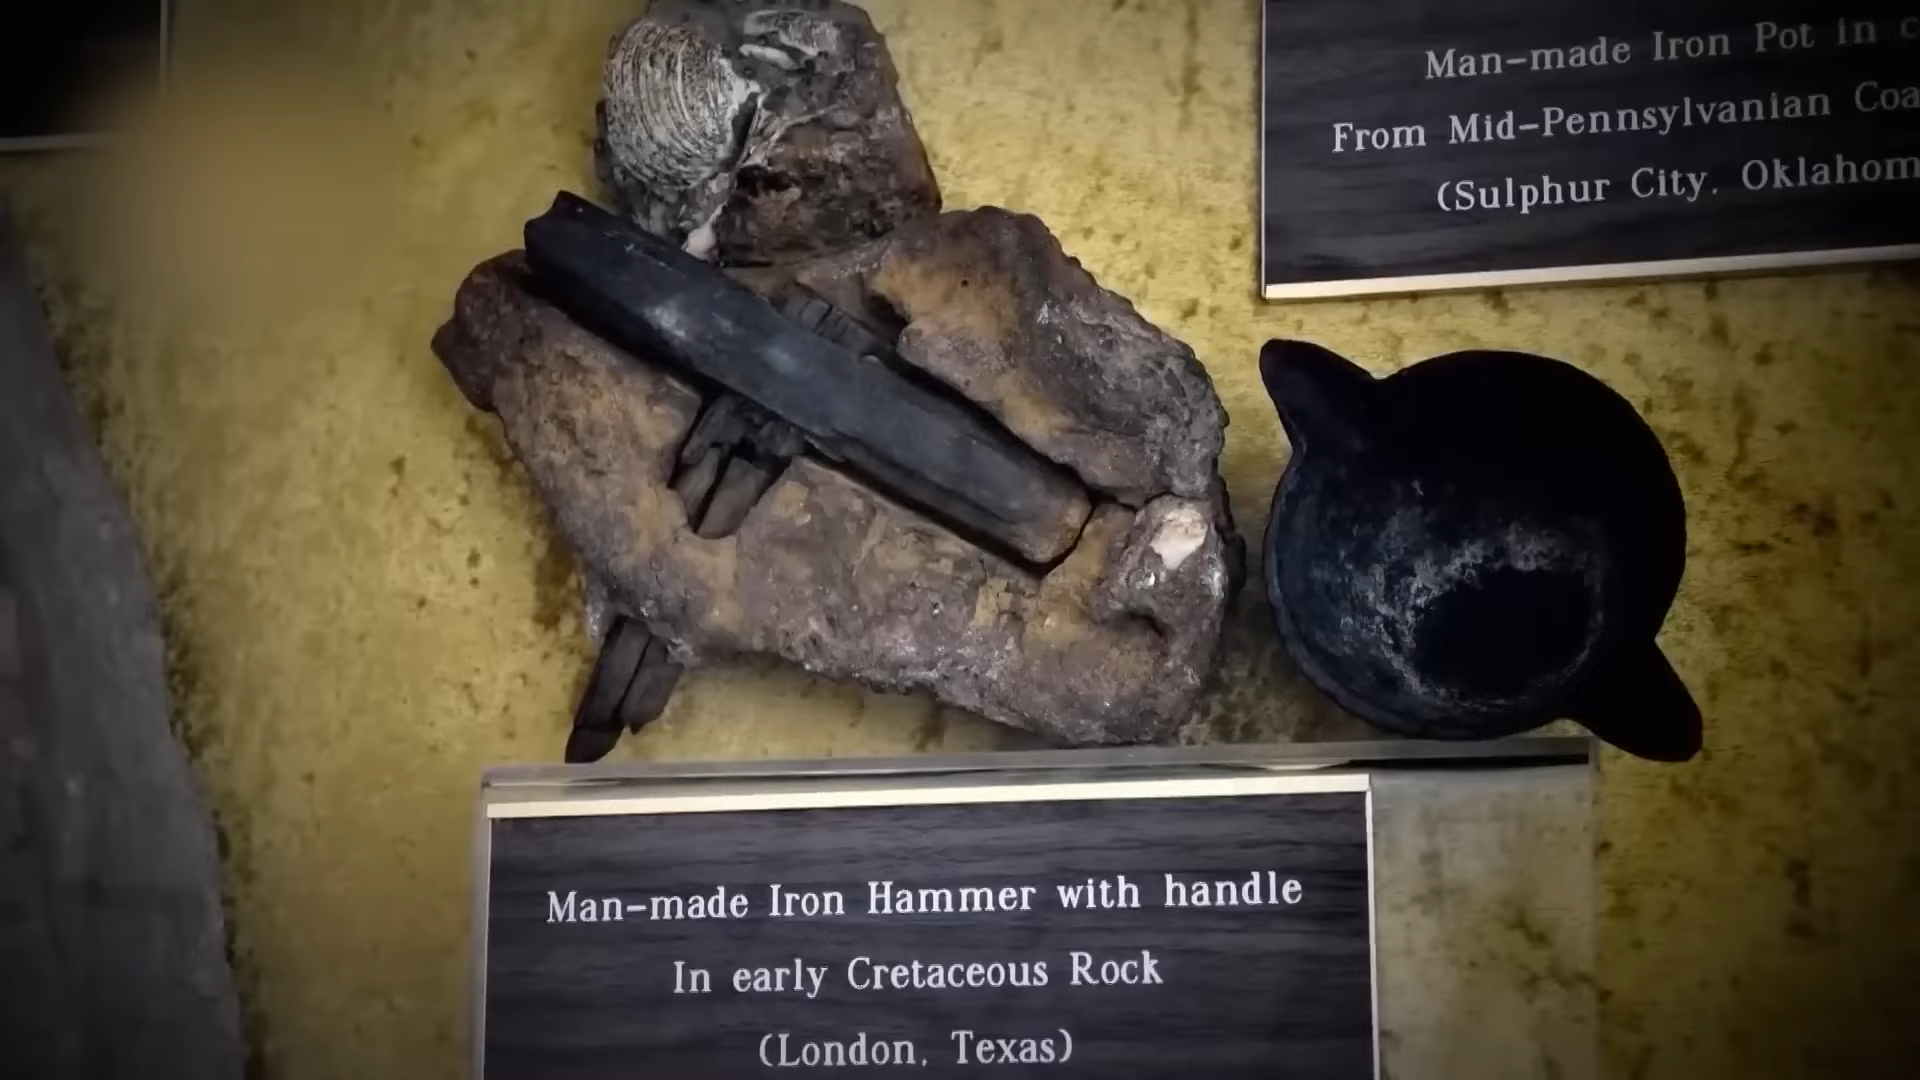 Man-made Iron Pot in
From Mid-Pennsylvanian
(Sulphur City, 
Man-made Iron Hammer with handle
In early Cretaceous Rock
(London, Texas)